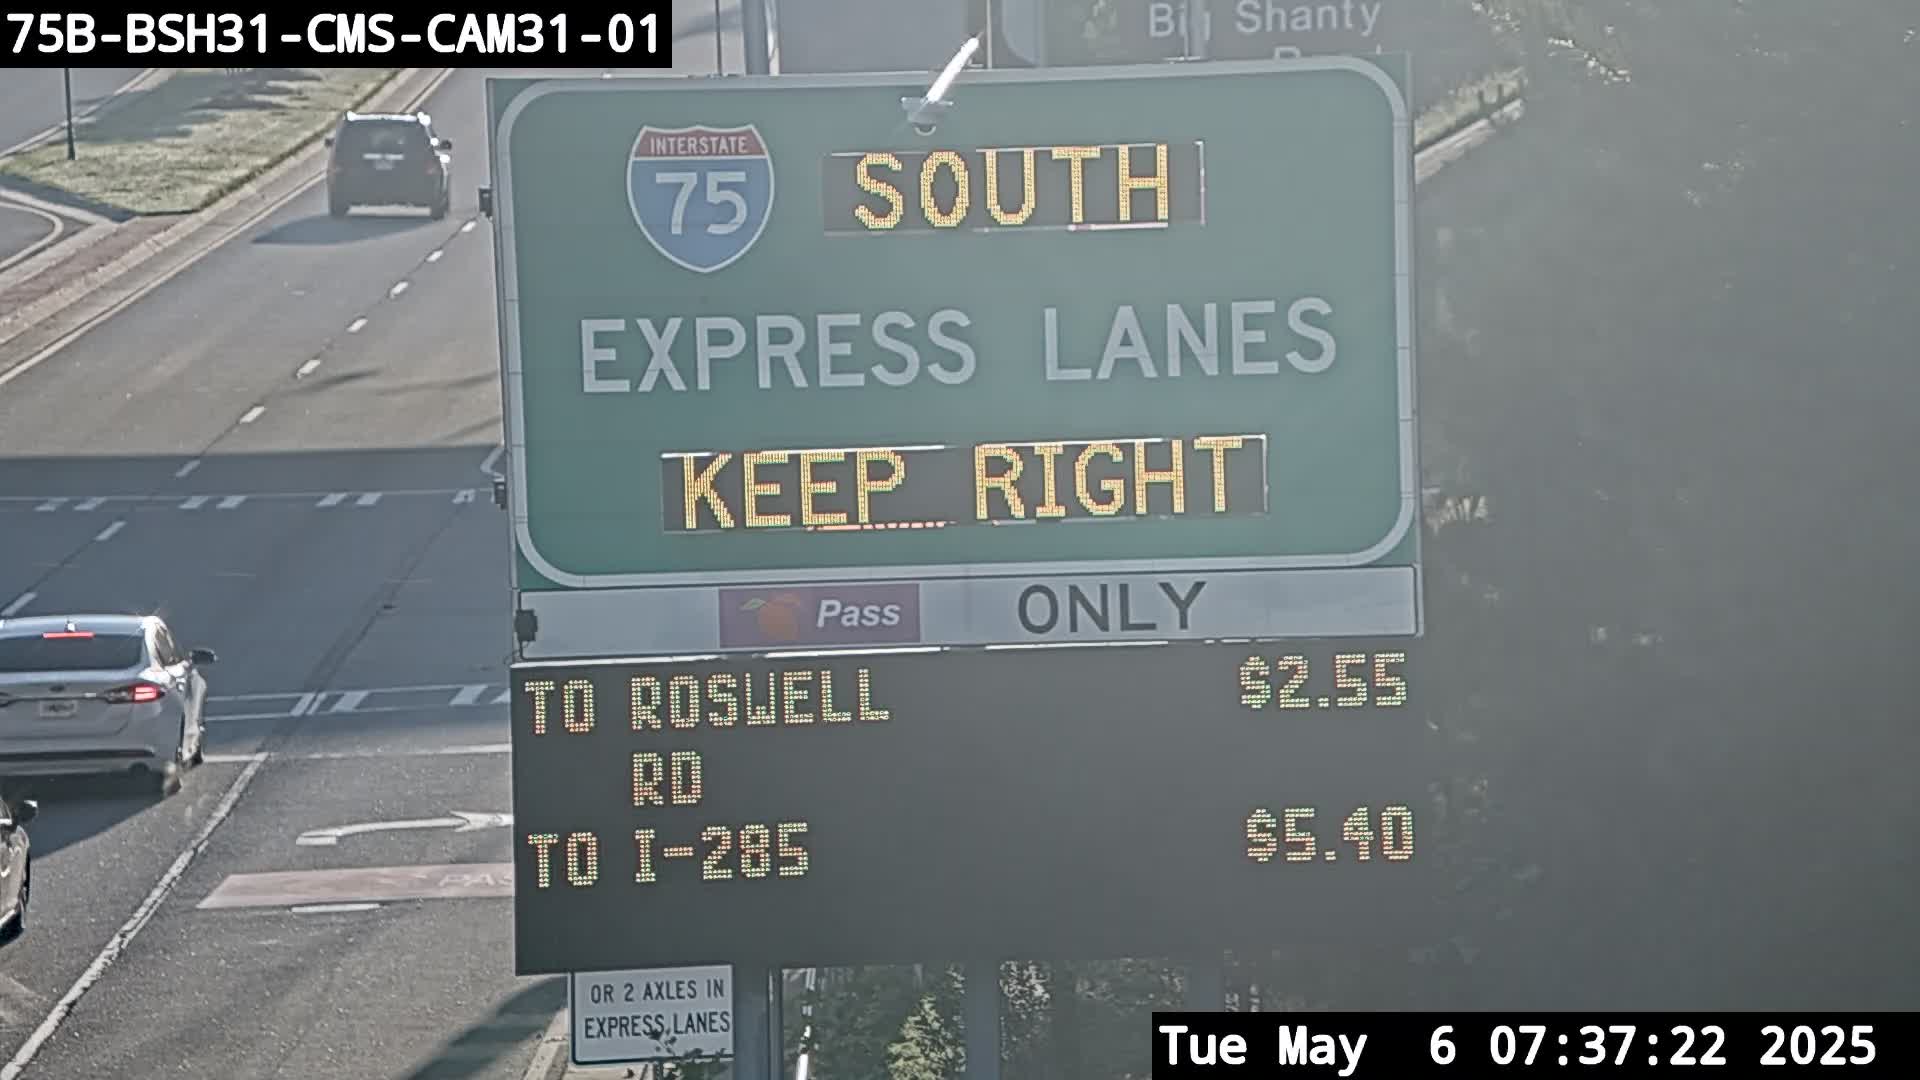 75B-BSH31-CMS-CAM31-01
Big Shanty
INTERSTATE
75
SOUTH
EXPRESS LANES
KEEP RIGHT
Pass ONLY
TO ROSWELL $2.55
RD
TO I-285 $5.40
OR 2 AXLES IN
EXPRESS LANES
Tue May 6 07:37:22 2025